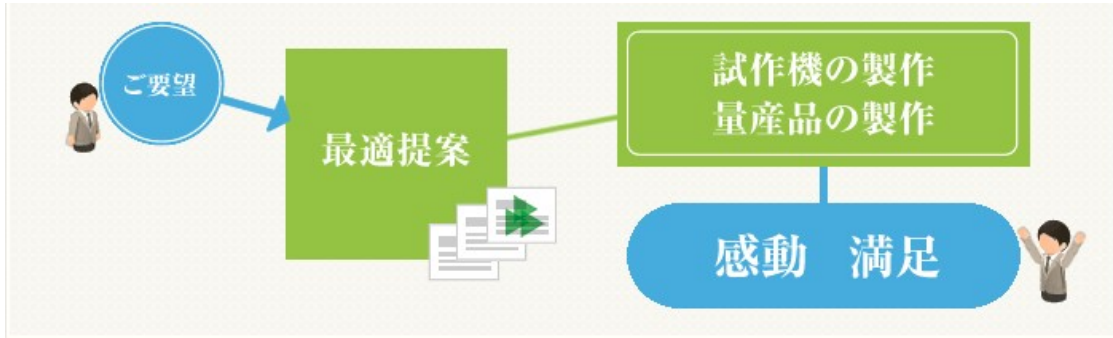 ご要望
最適提案
試作機の製作
量産品の製作
感動　満足